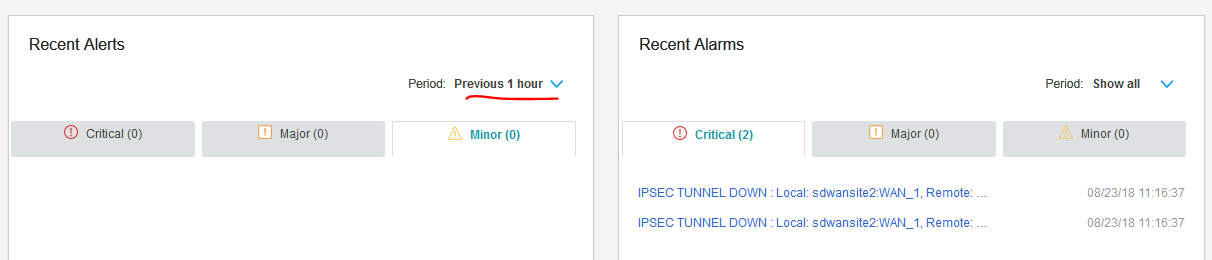 Recent Alerts
Period: Previous 1 hour
Critical (0)
Major (0)
Minor (0)
Recent Alarms
Period: Show all
Critical (2)
Major (0)
Minor (0)
IPSEC TUNNEL DOWN : Local: sdwansite2:WAN_1, Remote: ... 08/23/18 11:16:37
IPSEC TUNNEL DOWN : Local: sdwansite2:WAN_1, Remote: ... 08/23/18 11:16:37